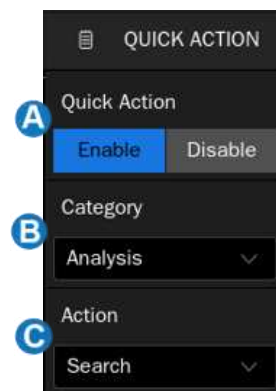 QUICK ACTION
A
Quick Action
Enable Disable
Category
B
Analysis
Action
C
Search